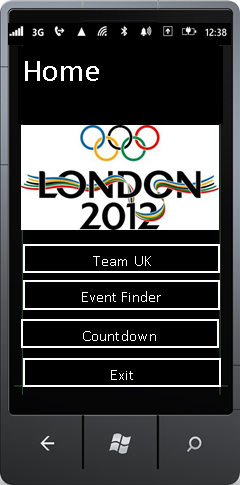 3G 12:38
Home
LONDON
2012
Team UK
Event Finder
Countdown
Exit